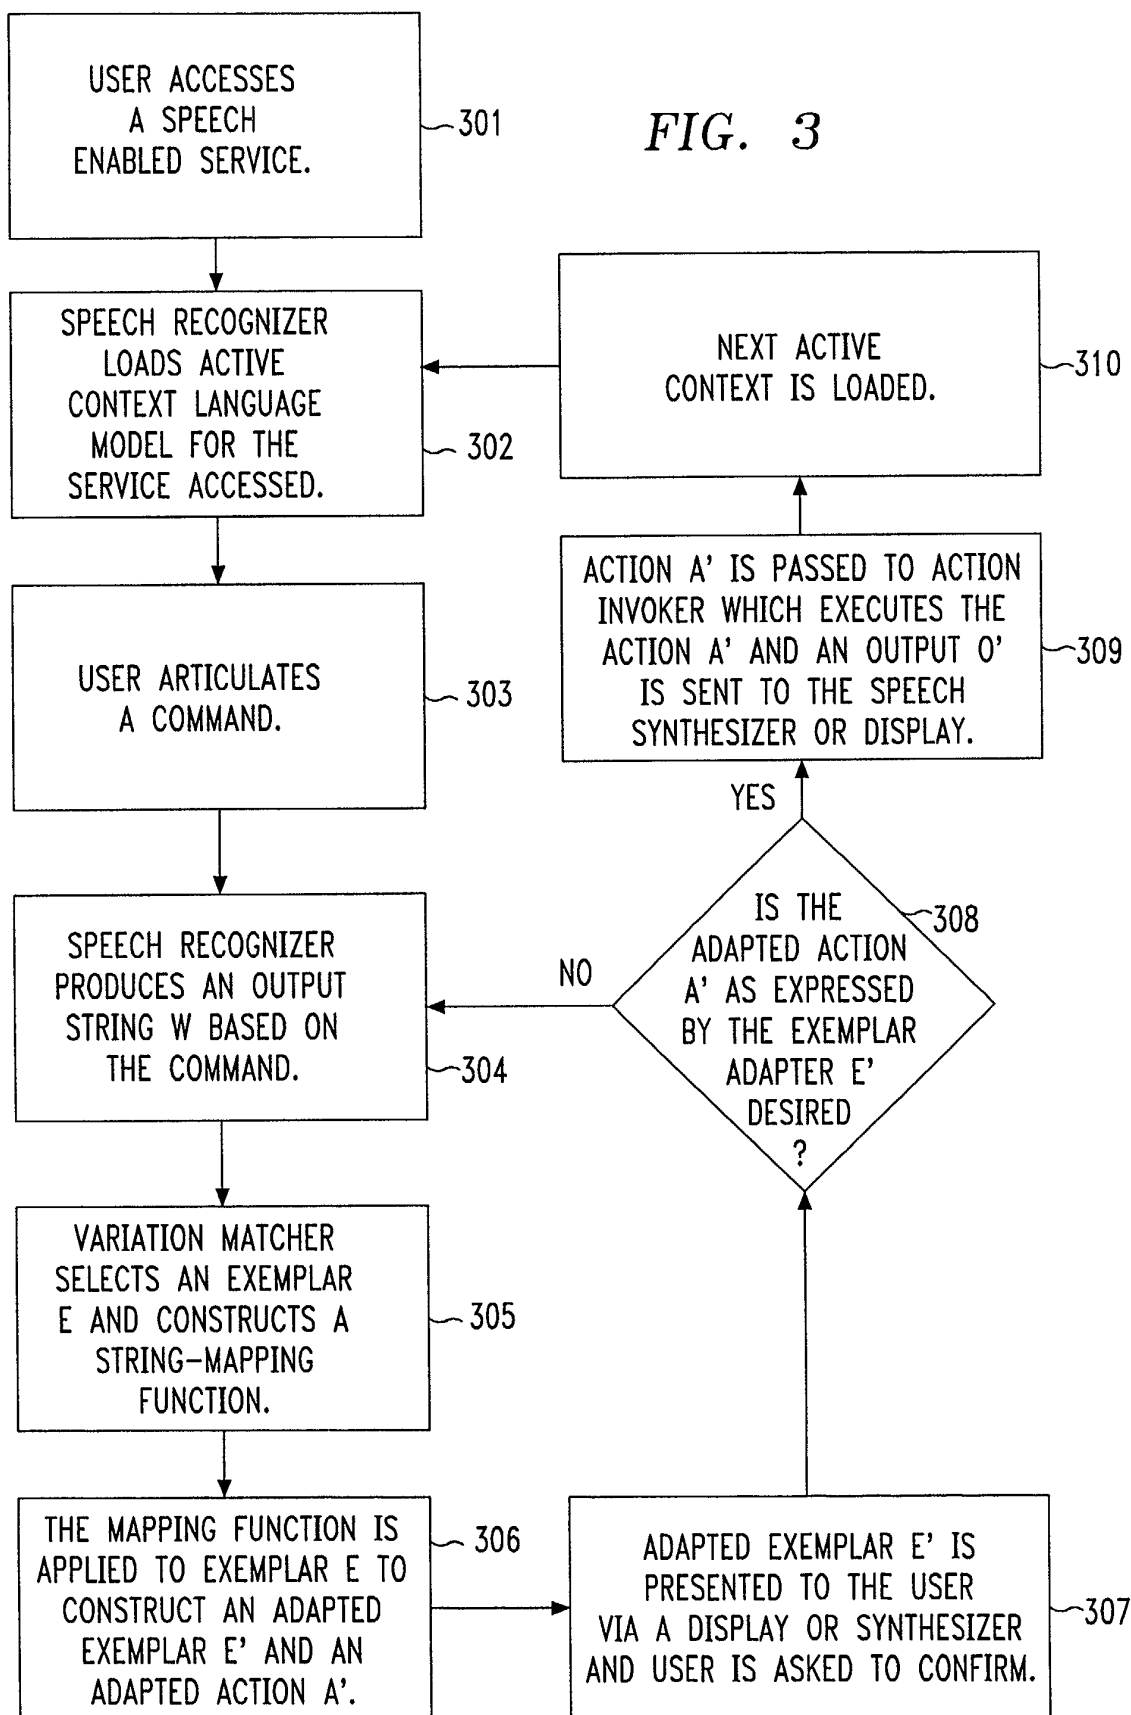 USER ACCESSES
A SPEECH
ENABLED SERVICE.
301
FIG. 3
SPEECH RECOGNIZER
LOADS ACTIVE
CONTEXT LANGUAGE
MODEL FOR THE
SERVICE ACCESSED.
302
NEXT ACTIVE
CONTEXT IS LOADED.
310
USER ARTICULATES
A COMMAND.
303
ACTION A' IS PASSED TO ACTION
INVOKER WHICH EXECUTES THE
ACTION A' AND AN OUTPUT O'
IS SENT TO THE SPEECH
SYNTHESIZER OR DISPLAY.
309
YES
SPEECH RECOGNIZER
PRODUCES AN OUTPUT
STRING W BASED ON
THE COMMAND.
304
NO
IS THE
ADAPTED ACTION
A' AS EXPRESSED
BY THE EXEMPLAR
ADAPTER E'
DESIRED
?
308
VARIATION MATCHER
SELECTS AN EXEMPLAR
E AND CONSTRUCTS A
STRING-MAPPING
FUNCTION.
305
THE MAPPING FUNCTION IS
APPLIED TO EXEMPLAR E TO
CONSTRUCT AN ADAPTED
EXEMPLAR E' AND AN
ADAPTED ACTION A'.
306
ADAPTED EXEMPLAR E' IS
PRESENTED TO THE USER
VIA A DISPLAY OR SYNTHESIZER
AND USER IS ASKED TO CONFIRM.
307